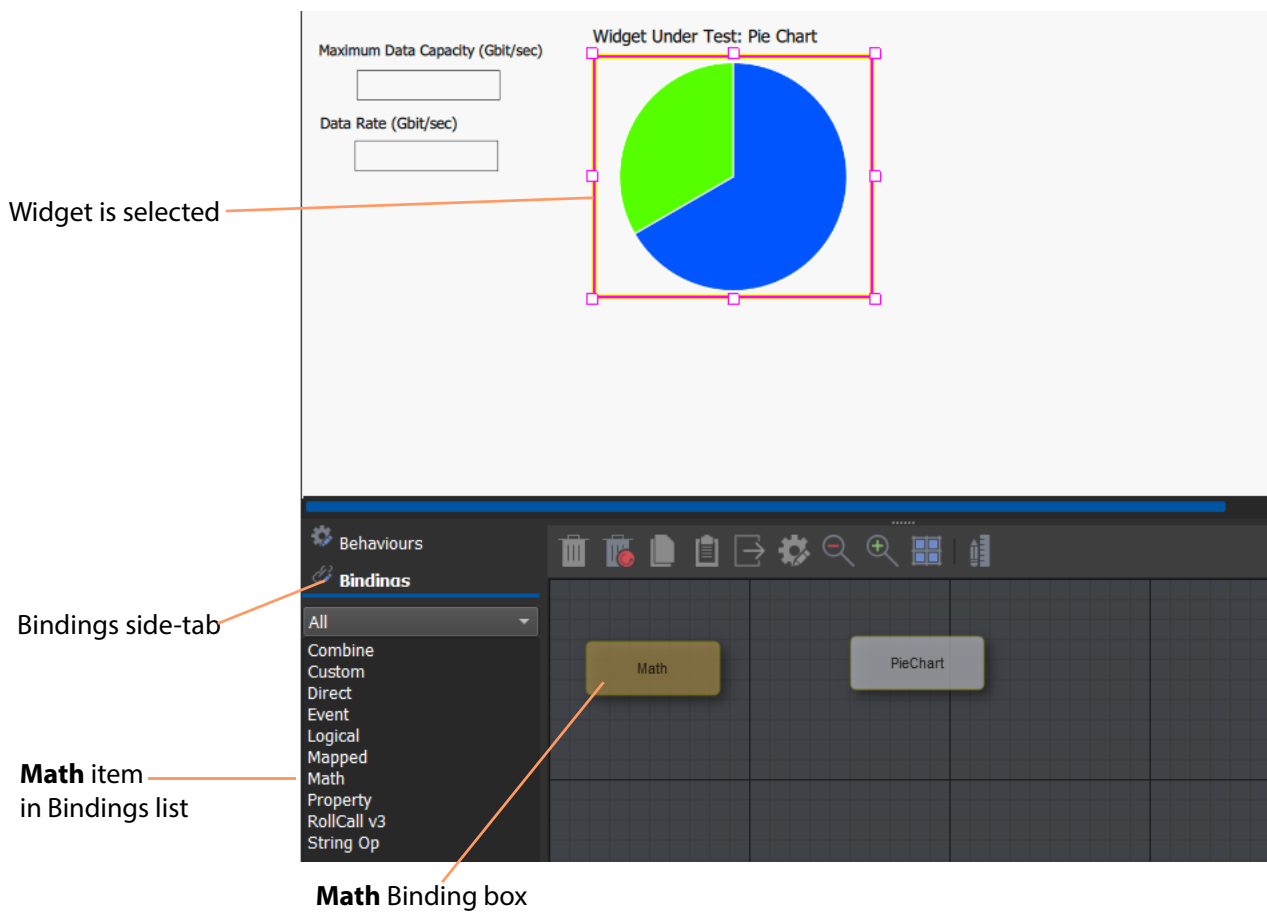 Widget Under Test: Pie Chart
Maximum Data Capacity (Gbit/sec)
Data Rate (Gbit/sec)
Widget is selected
Behaviours
Bindings
Bindings side-tab
All
Combine
Custom
Direct
Event
Logical
Mapped
Math
Property
RollCall v3
String Op
Math
PieChart
Math item
in Bindings list
Math Binding box